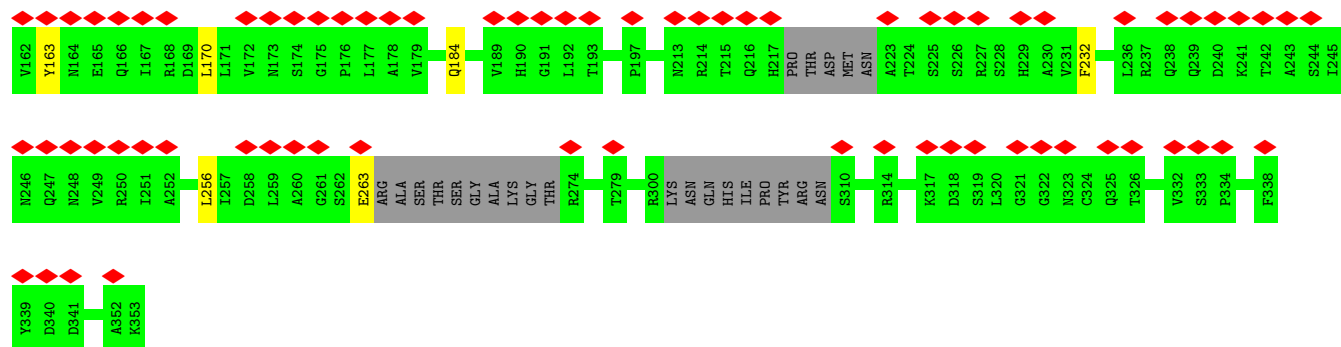 V162 Y163 N164 E165 Q166 I167 R168 D169 L170 L171 V172 N173 S174 G175 P176 L177 A178 V179 Q184 V189 H190 G191 L192 T193 P197 N213 R214 T215 Q216 H217 PRO THR ASP MET ASN A223 T224 S225 S226 R227 S228 H229 A230 V231 F232 L236 R237 Q238 Q239 D240 K241 T242 A243 S244 I245
N246 Q247 N248 V249 R250 I251 A252 L256 I257 D258 L259 A260 G261 S262 E263 ARG ALA SER THR SER GLY ALA LYS GLY THR R274 T279 R300 LYS ASN GLN HIS ILE PRO TYR ARG ASN S310 R314 K317 D318 S319 L320 G321 G322 N323 C324 Q325 T326 V332 S333 P334 F338
Y339 D340 D341 A352 K353